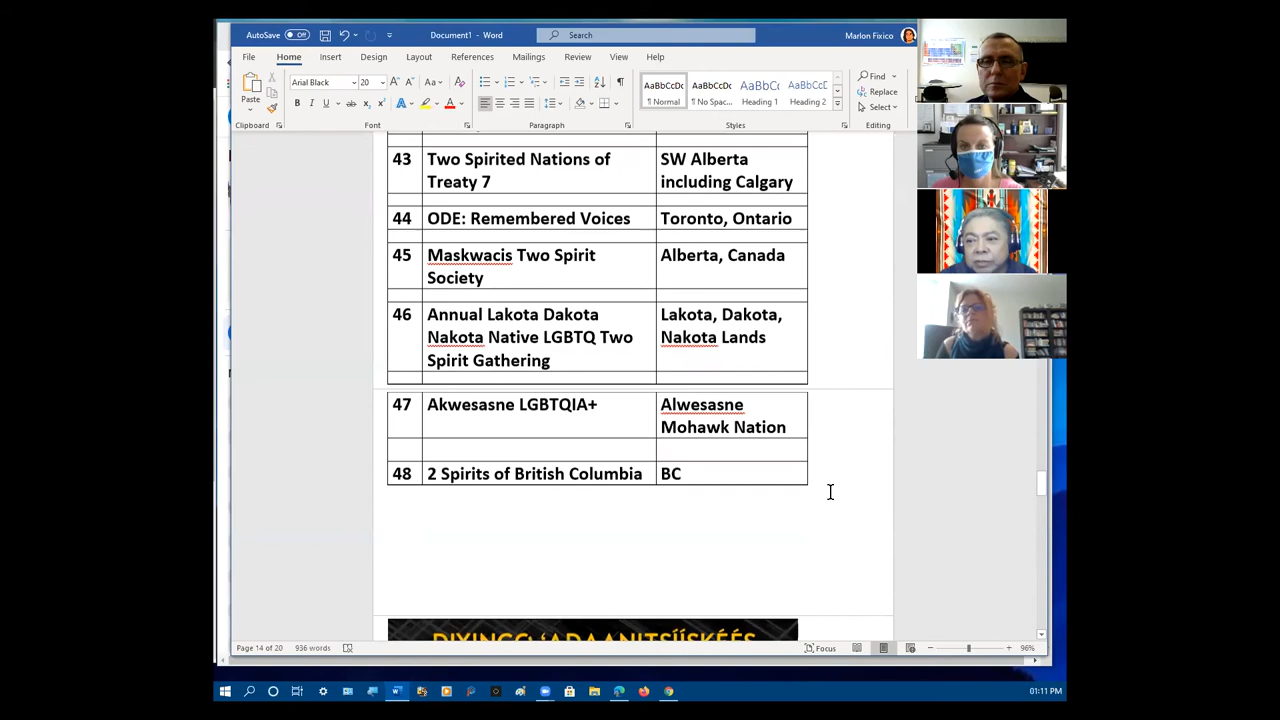 AutoSave Off Document1 - Word Search Marlon Fixico
File Home Insert Draw Design Layout References Mailings Review View Help
Paste Arial Black 20 Find
Replace
Select
AaBbCcDc AaBbCcDc AaBbCc AaBbCcD
¶ Normal ¶ No Spac... Heading 1 Heading 2
Clipboard Font Paragraph Styles Editing
43 Two Spirited Nations of Treaty 7 SW Alberta including Calgary
44 ODE: Remembered Voices Toronto, Ontario
45 Maskwacis Two Spirit Society Alberta, Canada
46 Annual Lakota Dakota Nakota Native LGBTQ Two Spirit Gathering Lakota, Dakota, Nakota Lands
47 Akwesasne LGBTQIA+ Alwesasne Mohawk Nation
48 2 Spirits of British Columbia BC
Page 14 of 20 936 words Focus 96%
01:11 PM